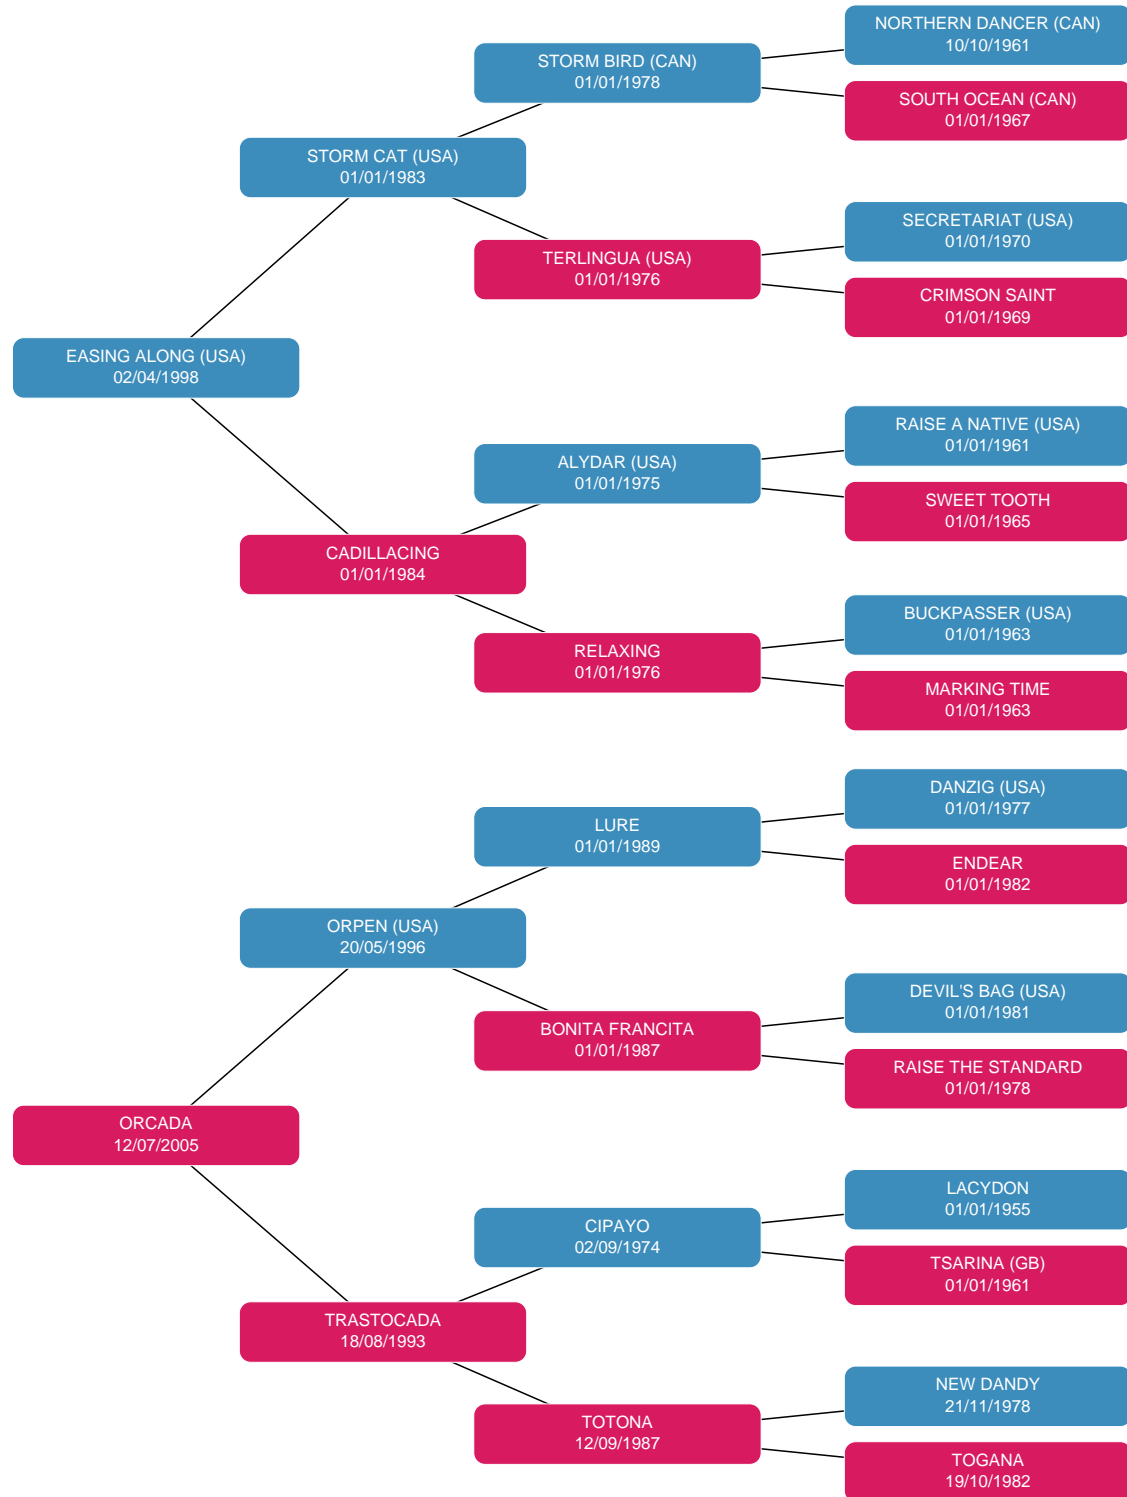 NORTHERN DANCER (CAN)
10/10/1961
STORM BIRD (CAN)
01/01/1978
SOUTH OCEAN (CAN)
01/01/1967
STORM CAT (USA)
01/01/1983
SECRETARIAT (USA)
01/01/1970
TERLINGUA (USA)
01/01/1976
CRIMSON SAINT
01/01/1969
EASING ALONG (USA)
02/04/1998
RAISE A NATIVE (USA)
01/01/1961
ALYDAR (USA)
01/01/1975
SWEET TOOTH
01/01/1965
CADILLACING
01/01/1984
BUCKPASSER (USA)
01/01/1963
RELAXING
01/01/1976
MARKING TIME
01/01/1963
DANZIG (USA)
01/01/1977
LURE
01/01/1989
ENDEAR
01/01/1982
ORPEN (USA)
20/05/1996
DEVIL'S BAG (USA)
01/01/1981
BONITA FRANCITA
01/01/1987
RAISE THE STANDARD
01/01/1978
ORCADA
12/07/2005
LACYDON
01/01/1955
CIPAYO
02/09/1974
TSARINA (GB)
01/01/1961
TRASTOCADA
18/08/1993
NEW DANDY
21/11/1978
TOTONA
12/09/1987
TOGANA
19/10/1982